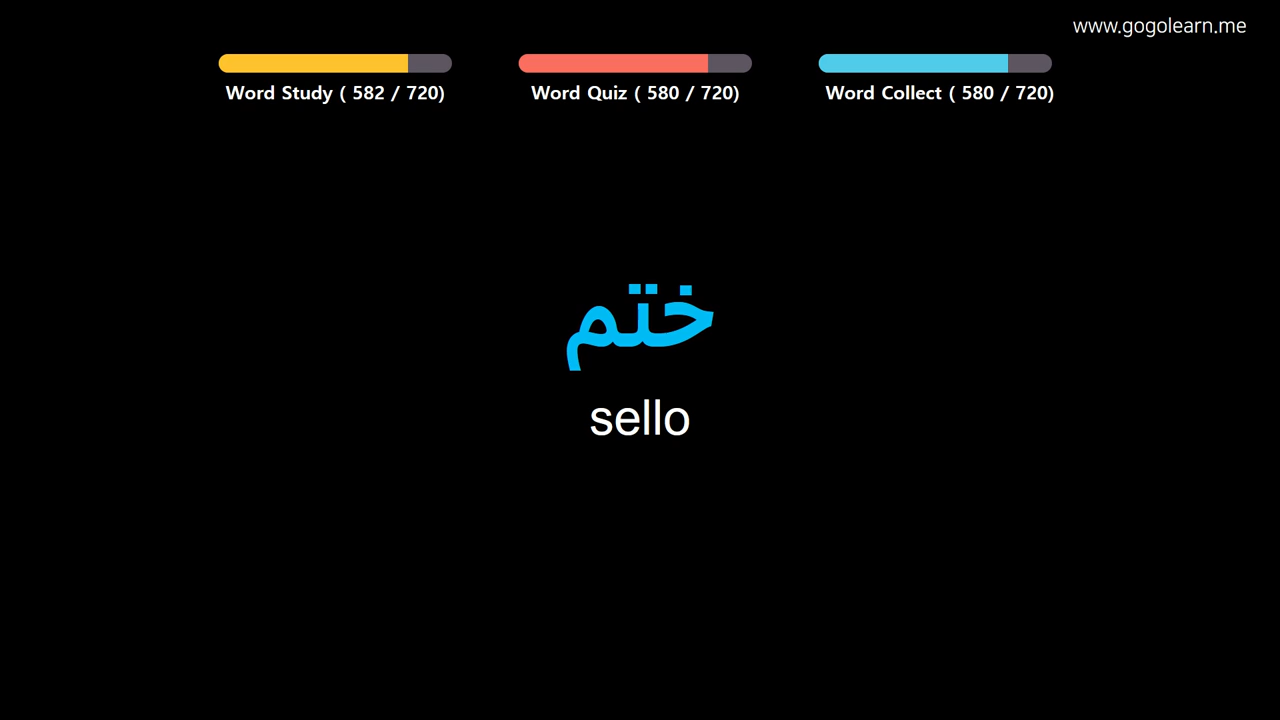 www.gogolearn.me
Word Study ( 582 / 720)
Word Quiz ( 580 / 720)
Word Collect ( 580 / 720)
ختم
sello